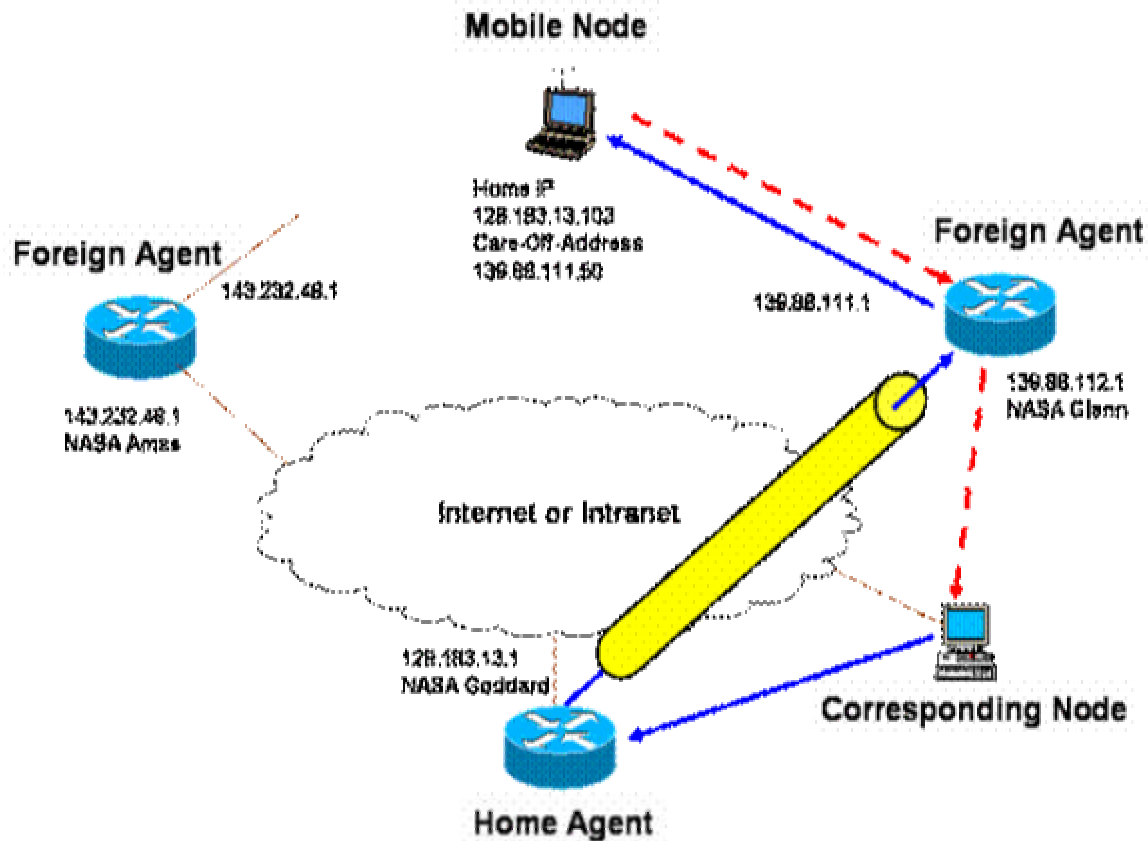 Mobile Node
Home IP
128.183.13.103
Care-Off-Address
139.88.111.50
Foreign Agent
143.232.48.1
143.232.48.1
NASA Ames
Foreign Agent
139.88.111.1
139.88.112.1
NASA Glenn
Internet or Intranet
128.183.13.1
NASA Goddard
Corresponding Node
Home Agent